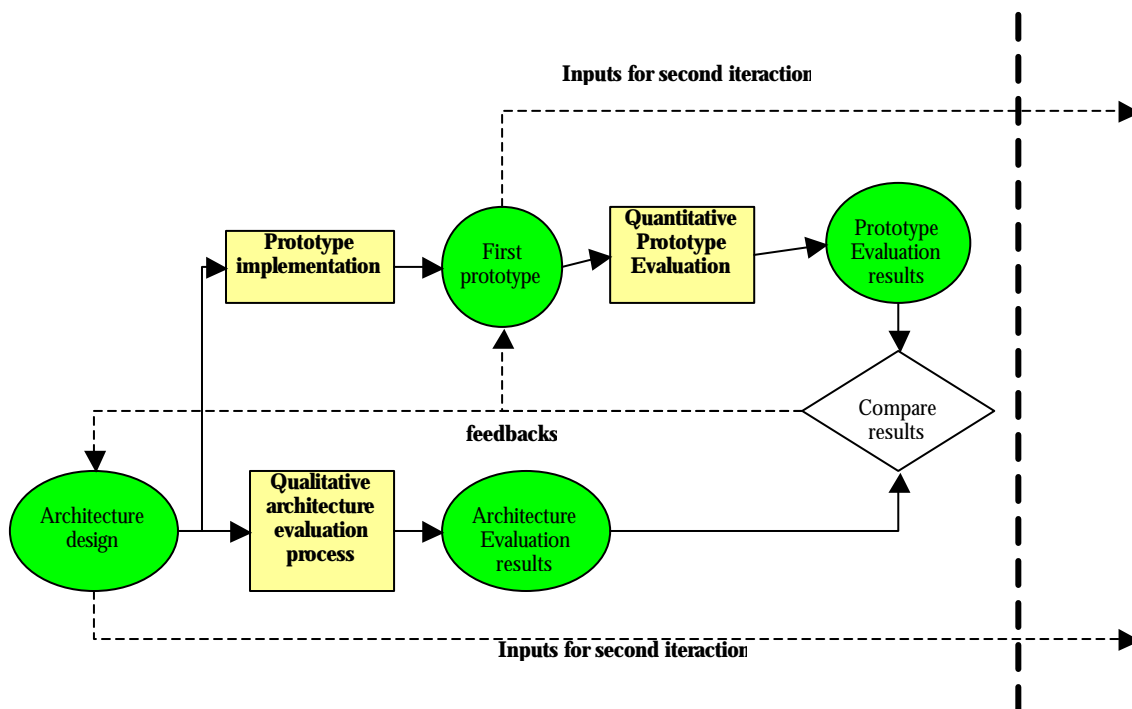 Inputs for second iteraction
Prototype
implementation
First
prototype
Quantitative
Prototype
Evaluation
Prototype
Evaluation
results
Compare
results
feedbacks
Architecture
design
Qualitative
architecture
evaluation
process
Architecture
Evaluation
results
Inputs for second iteraction